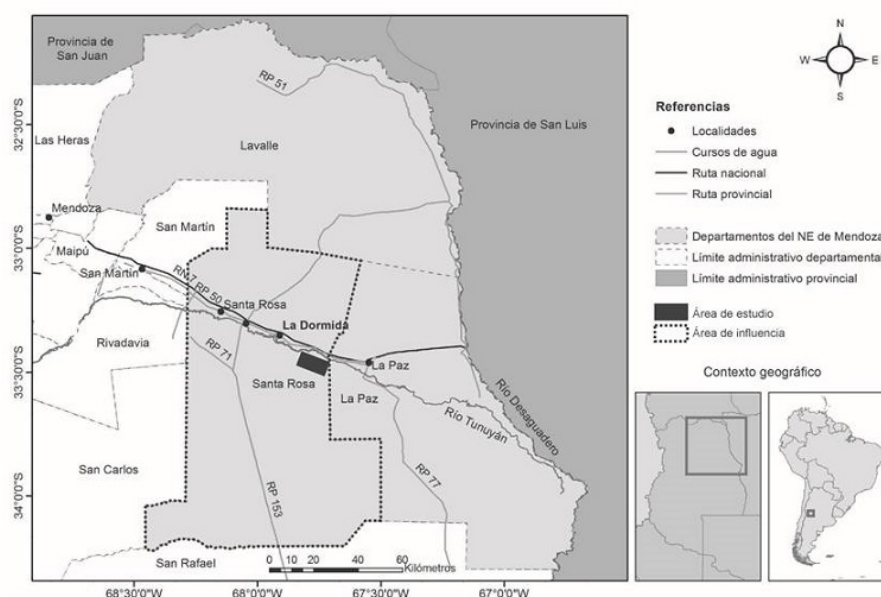 Provincia de
San Juan
RP 51
Provincia de San Luis
Las Heras
Lavalle
Mendoza
San Martín
Maipú
San Martín
RN 7
RP 50
Santa Rosa
La Dormida
Rivadavia
RP 71
La Paz
Santa Rosa
La Paz
Río Desaguadero
Río Tunuyán
San Carlos
RP 77
RP 153
San Rafael
0 10 20 40 60
Kilómetros
32°30'0"S
33°0'0"S
33°30'0"S
34°0'0"S
68°30'0"W
68°0'0"W
67°30'0"W
67°0'0"W
N
W
E
S
Referencias
Localidades
Cursos de agua
Ruta nacional
Ruta provincial
Departamentos del NE de Mendoza
Límite administrativo departamental
Límite administrativo provincial
Área de estudio
Área de influencia
Contexto geográfico